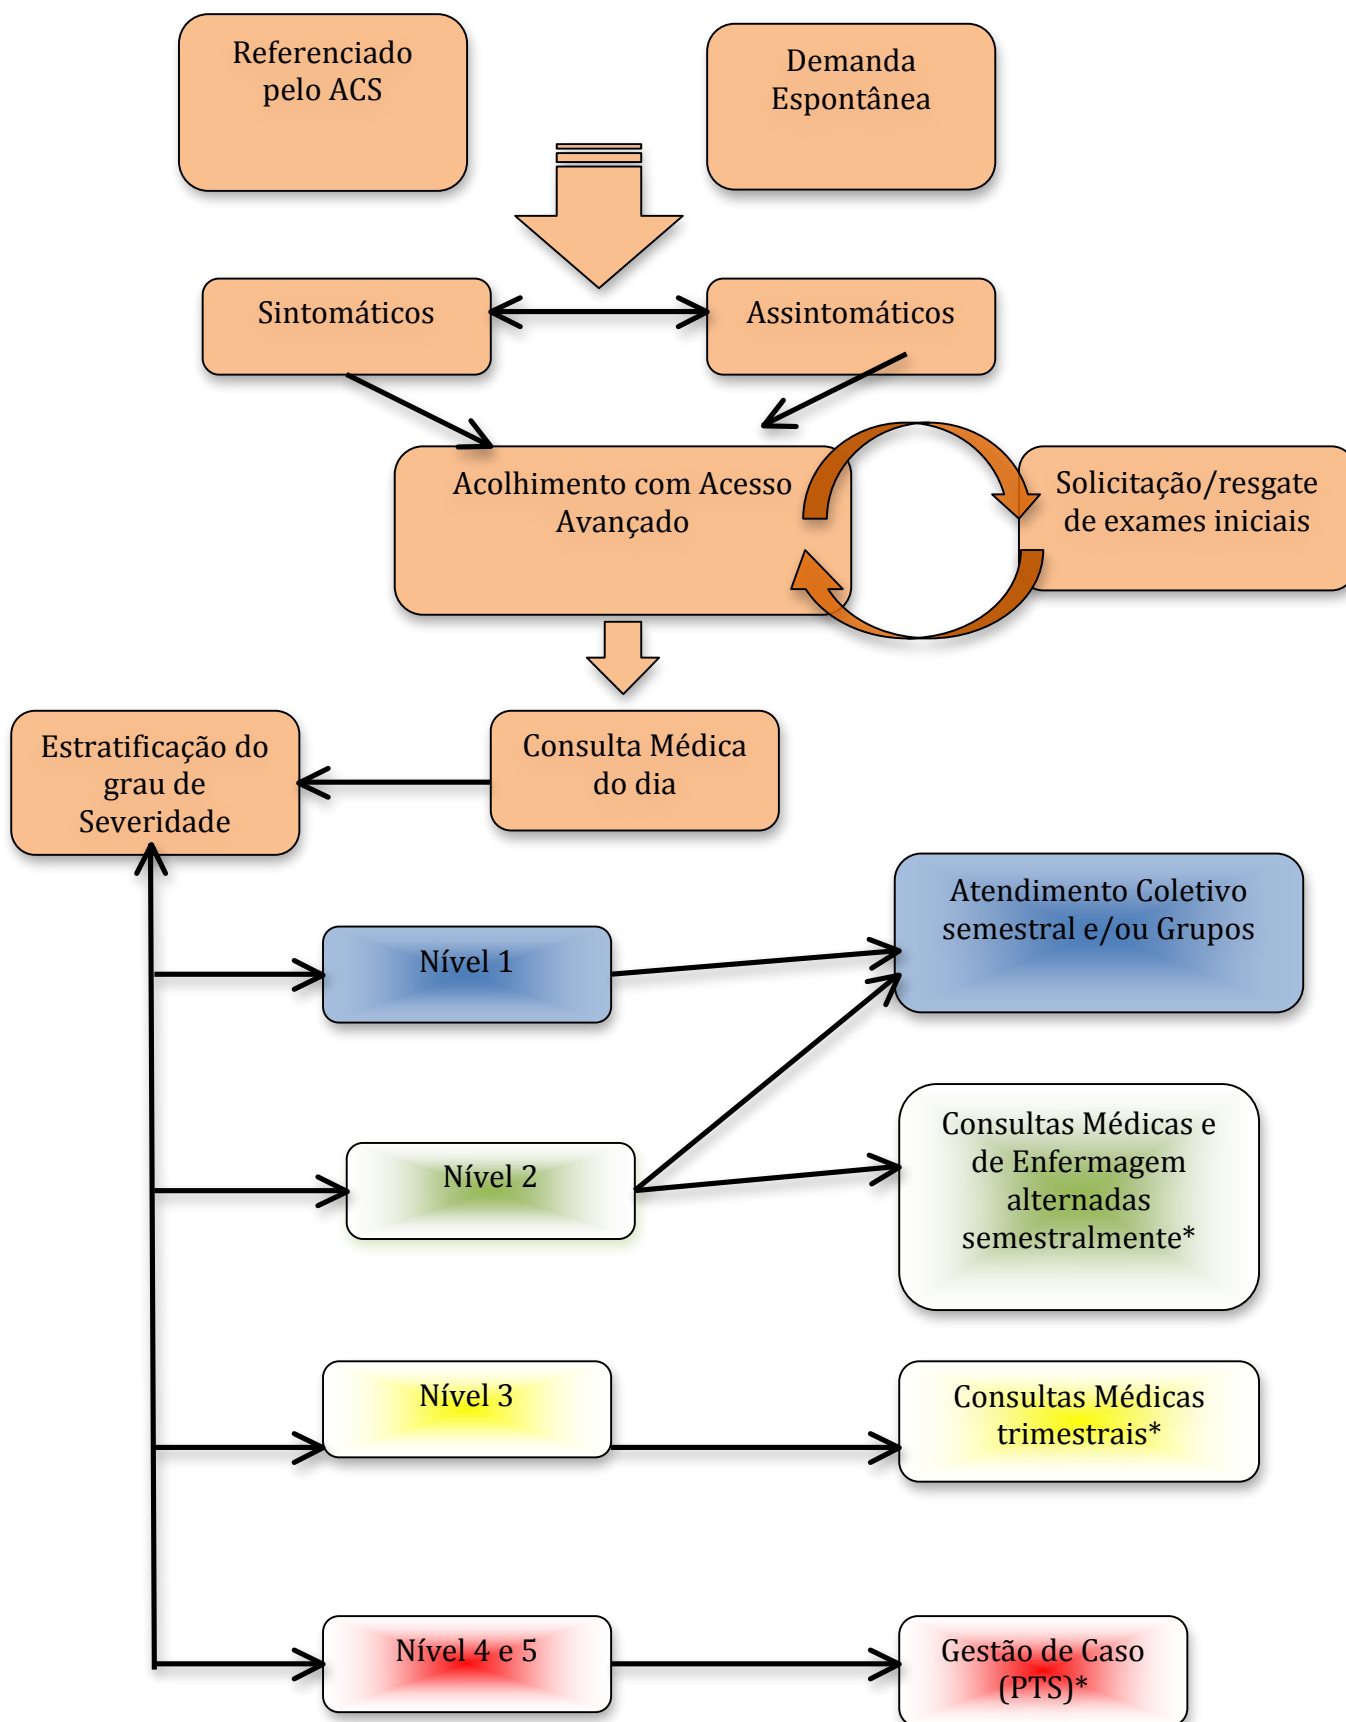 Referenciado
pelo ACS
Demanda
Espontânea
Sintomáticos
Assintomáticos
Acolhimento com Acesso
Avançado
Solicitação/resgate
de exames iniciais
Estratificação do
grau de
Severidade
Consulta Médica
do dia
Atendimento Coletivo
semestral e/ou Grupos
Nível 1
Consultas Médicas e
de Enfermagem
alternadas
semestralmente*
Nível 2
Nível 3
Consultas Médicas
trimestrais*
Nível 4 e 5
Gestão de Caso
(PTS)*